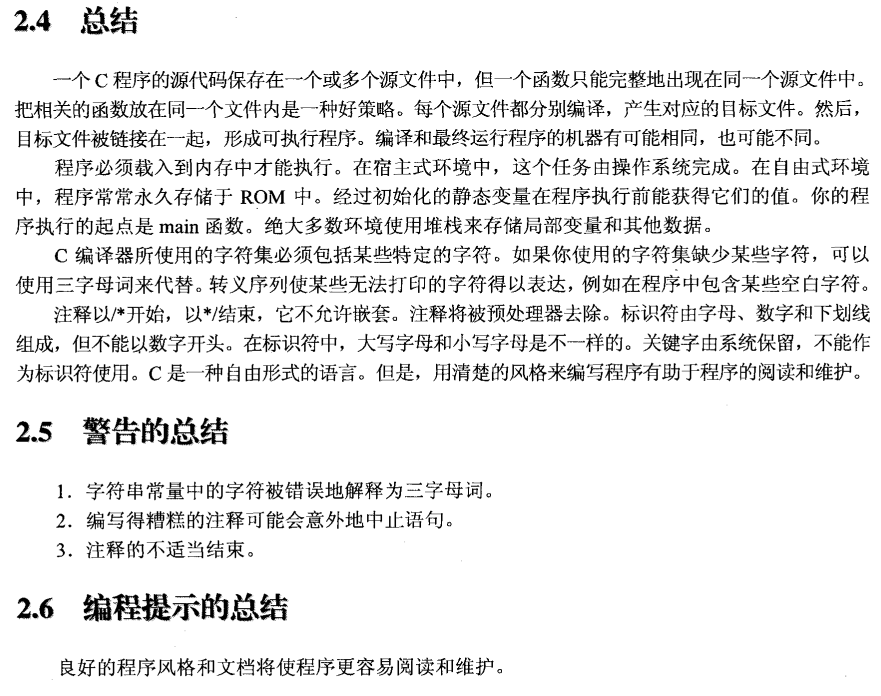 2.4 总结
一个 C 程序的源代码保存在一个或多个源文件中，但一个函数只能完整地出现在同一个源文件中。
把相关的函数放在同一个文件内是一种好策略。每个源文件都分别编译，产生对应的目标文件。然后，
目标文件被链接在一起，形成可执行程序。编译和最终运行程序的机器有可能相同，也可能不同。
程序必须载入到内存中才能执行。在宿主式环境中，这个任务由操作系统完成。在自由式环境
中，程序常常永久存储于 ROM 中。经过初始化的静态变量在程序执行前能获得它们的值。你的程
序执行的起点是 main 函数。绝大多数环境使用堆栈来存储局部变量和其他数据。
C 编译器所使用的字符集必须包括某些特定的字符。如果你使用的字符集缺少某些字符，可以
使用三字母词来代替。转义序列使某些无法打印的字符得以表达，例如在程序中包含某些空白字符。
注释以/*开始，以*/结束，它不允许嵌套。注释将被预处理器去除。标识符由字母、数字和下划线
组成，但不能以数字开头。在标识符中，大写字母和小写字母是不一样的。关键字由系统保留，不能作
为标识符使用。C 是一种自由形式的语言。但是，用清楚的风格来编写程序有助于程序的阅读和维护。
2.5 警告的总结
1．字符串常量中的字符被错误地解释为三字母词。
2．编写得糟糕的注释可能会意外地中止语句。
3．注释的不适当结束。
2.6 编程提示的总结
良好的程序风格和文档将使程序更容易阅读和维护。